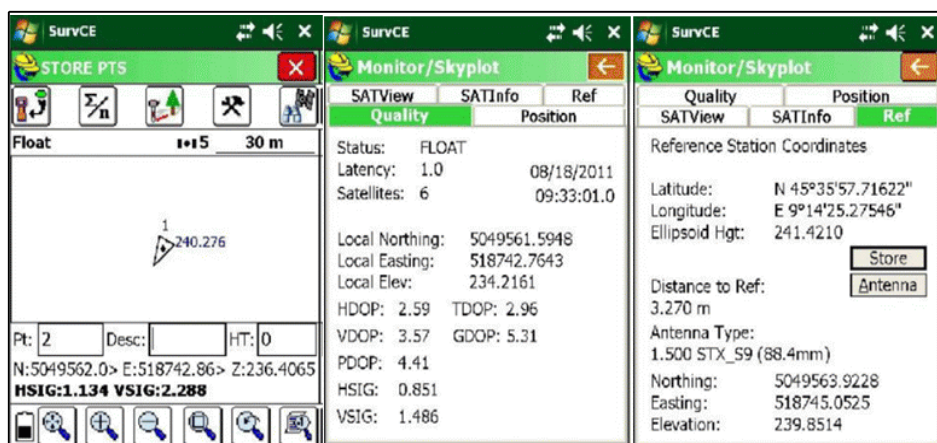 SurvCE
STORE PTS
Σ/n
Float 5 30 m
1
240.276
Pt: 2 Desc: HT: 0
N:5049562.0> E:518742.86> Z:236.4065
HSIG:1.134 VSIG:2.288
SurvCE
Monitor/Skyplot
SATView SATInfo Ref
Quality Position
Status: FLOAT
Latency: 1.0 08/18/2011
Satellites: 6 09:33:01.0
Local Northing: 5049561.5948
Local Easting: 518742.7643
Local Elev: 234.2161
HDOP: 2.59 TDOP: 2.96
VDOP: 3.57 GDOP: 5.31
PDOP: 4.41
HSIG: 0.851
VSIG: 1.486
SurvCE
Monitor/Skyplot
Quality Position
SATView SATInfo Ref
Reference Station Coordinates
Latitude: N 45°35'57.71622"
Longitude: E 9°14'25.27546"
Ellipsoid Hgt: 241.4210
Store
Distance to Ref: Antenna
3.270 m
Antenna Type:
1.500 STX_S9 (88.4mm)
Northing: 5049563.9228
Easting: 518745.0525
Elevation: 239.8514